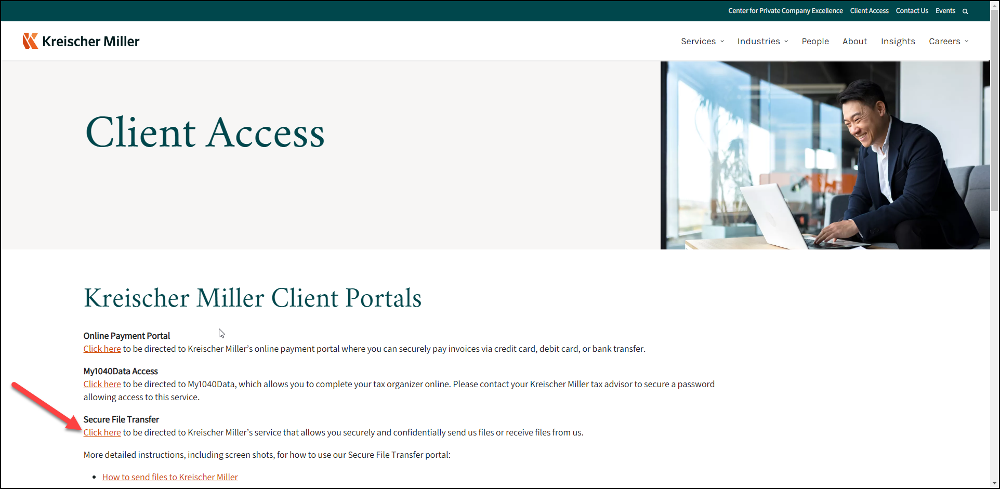 Center for Private Company Excellence Client Access Contact Us Events
Kreischer Miller
Services Industries People About Insights Careers
Client Access
Kreischer Miller Client Portals
Online Payment Portal
Click here to be directed to Kreischer Miller’s online payment portal where you can securely pay invoices via credit card, debit card, or bank transfer.
My1040Data Access
Click here to be directed to My1040Data, which allows you to complete your tax organizer online. Please contact your Kreischer Miller tax advisor to secure a password
allowing access to this service.
Secure File Transfer
Click here to be directed to Kreischer Miller’s service that allows you securely and confidentially send us files or receive files from us.
More detailed instructions, including screen shots, for how to use our Secure File Transfer portal:
• How to send files to Kreischer Miller